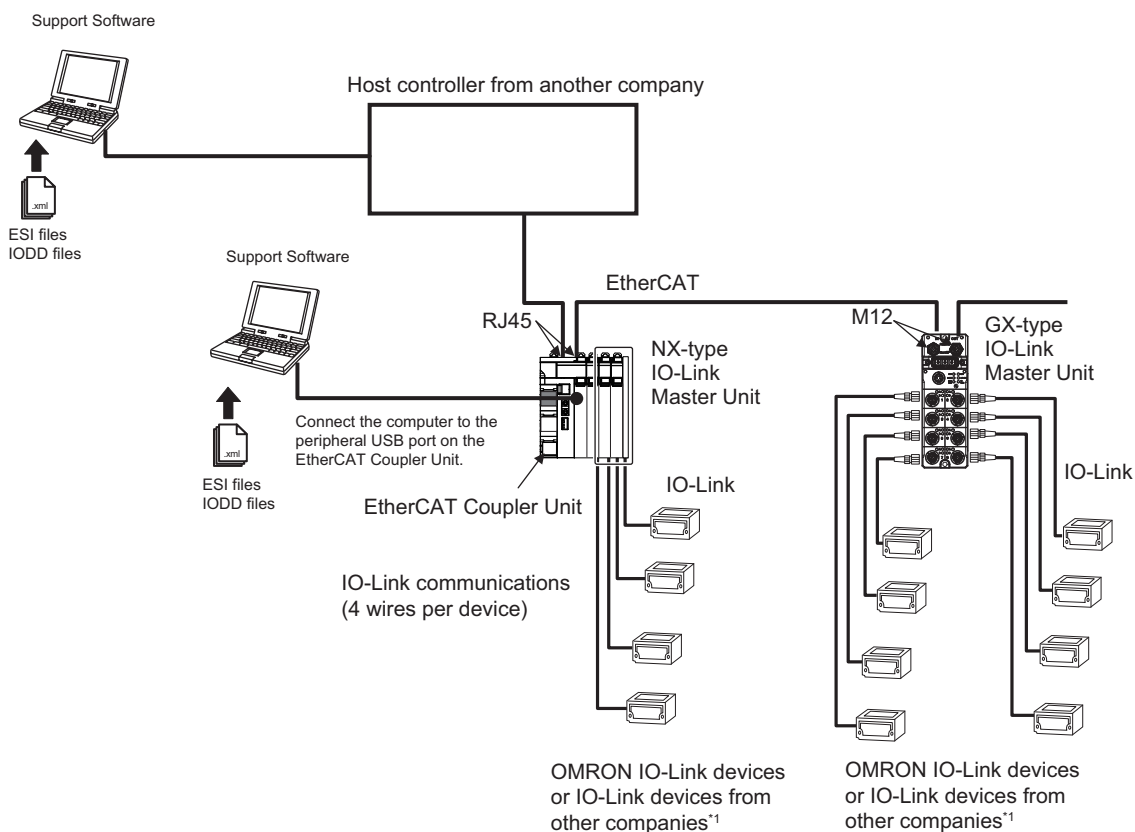 Support Software
Host controller from another company
.xml
ESI files
IODD files
Support Software
EtherCAT
RJ45
M12
NX-type
IO-Link
Master Unit
GX-type
IO-Link
Master Unit
Connect the computer to the
peripheral USB port on the
EtherCAT Coupler Unit.
.xml
ESI files
IODD files
EtherCAT Coupler Unit
IO-Link
IO-Link
IO-Link communications
(4 wires per device)
OMRON IO-Link devices
or IO-Link devices from
other companies*1
OMRON IO-Link devices
or IO-Link devices from
other companies*1